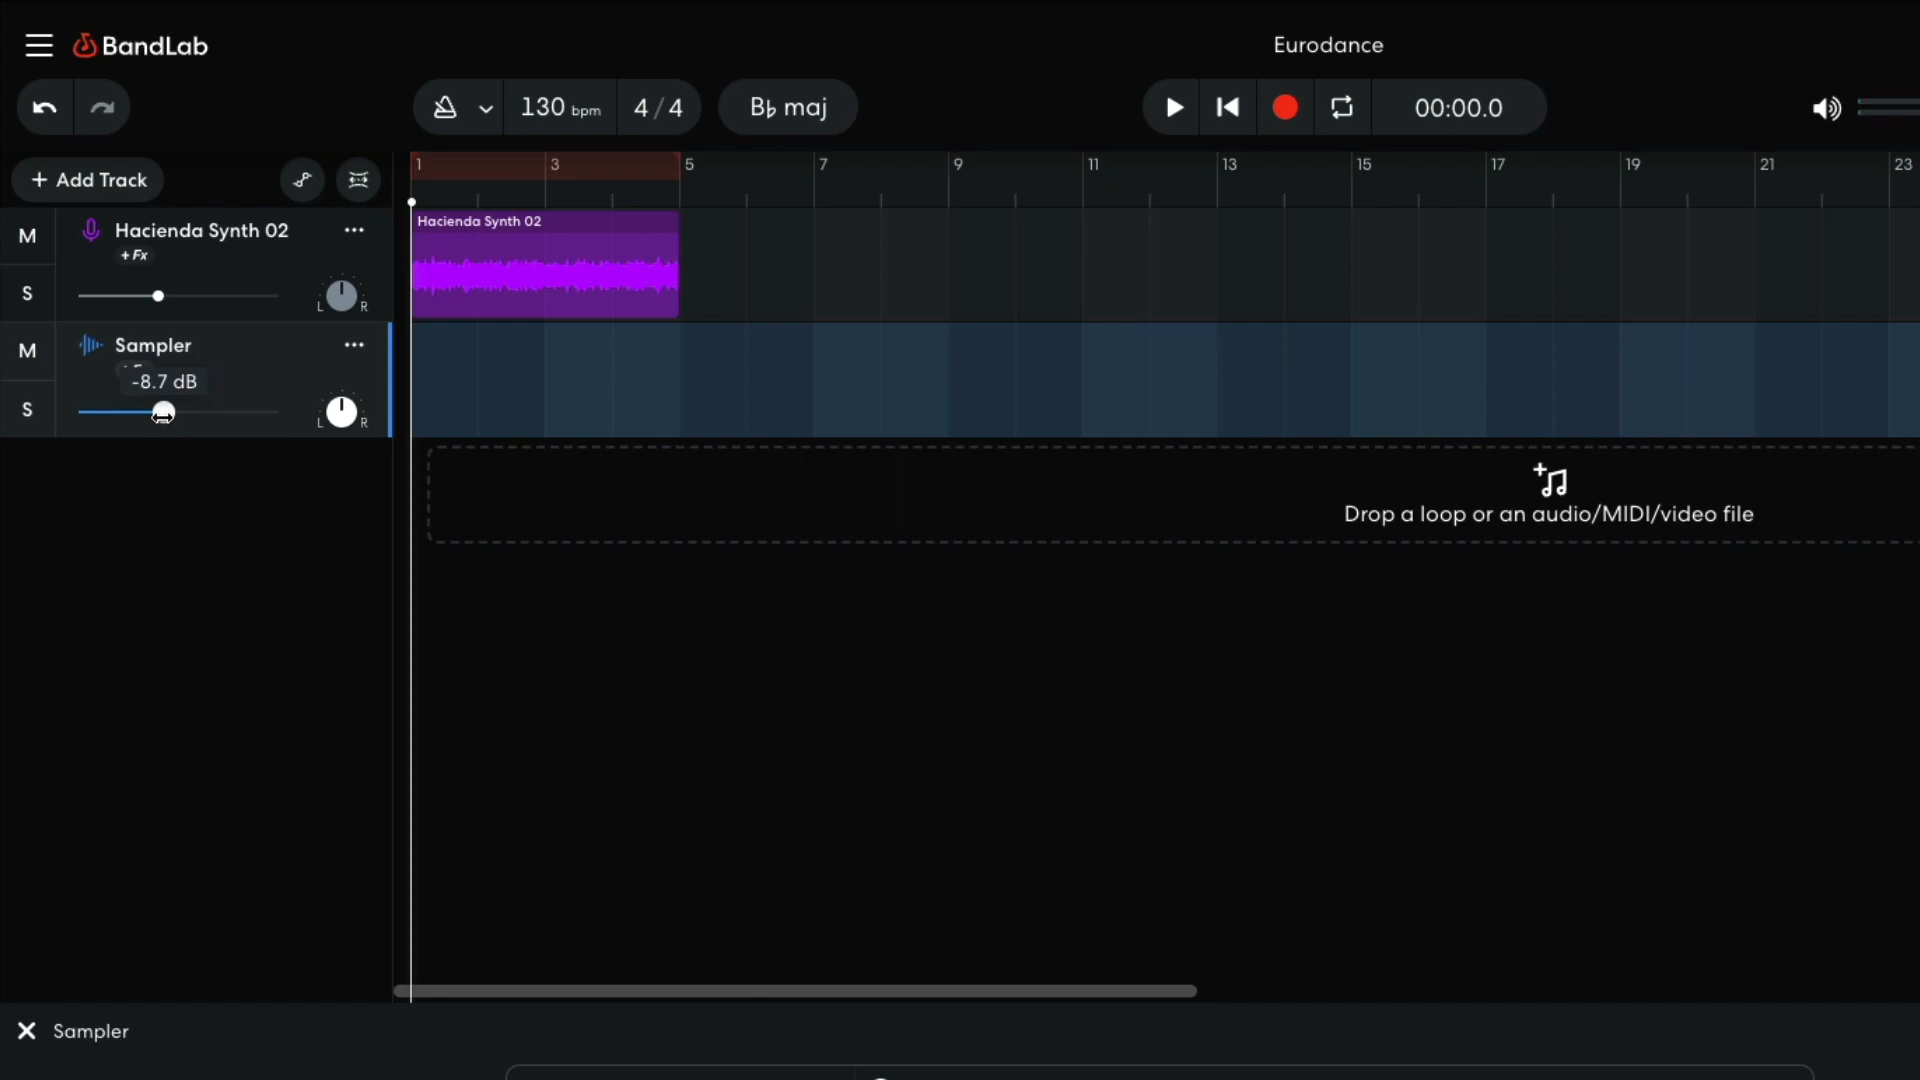 BandLab
Eurodance
130 bpm
4 / 4
B♭ maj
00:00.0
+ Add Track
1 3 5 7 9 11 13 15 17 19 21 23
M
Hacienda Synth 02
+ Fx
S
L R
Hacienda Synth 02
M
Sampler
-8.7 dB
S
L R
Drop a loop or an audio/MIDI/video file
Sampler